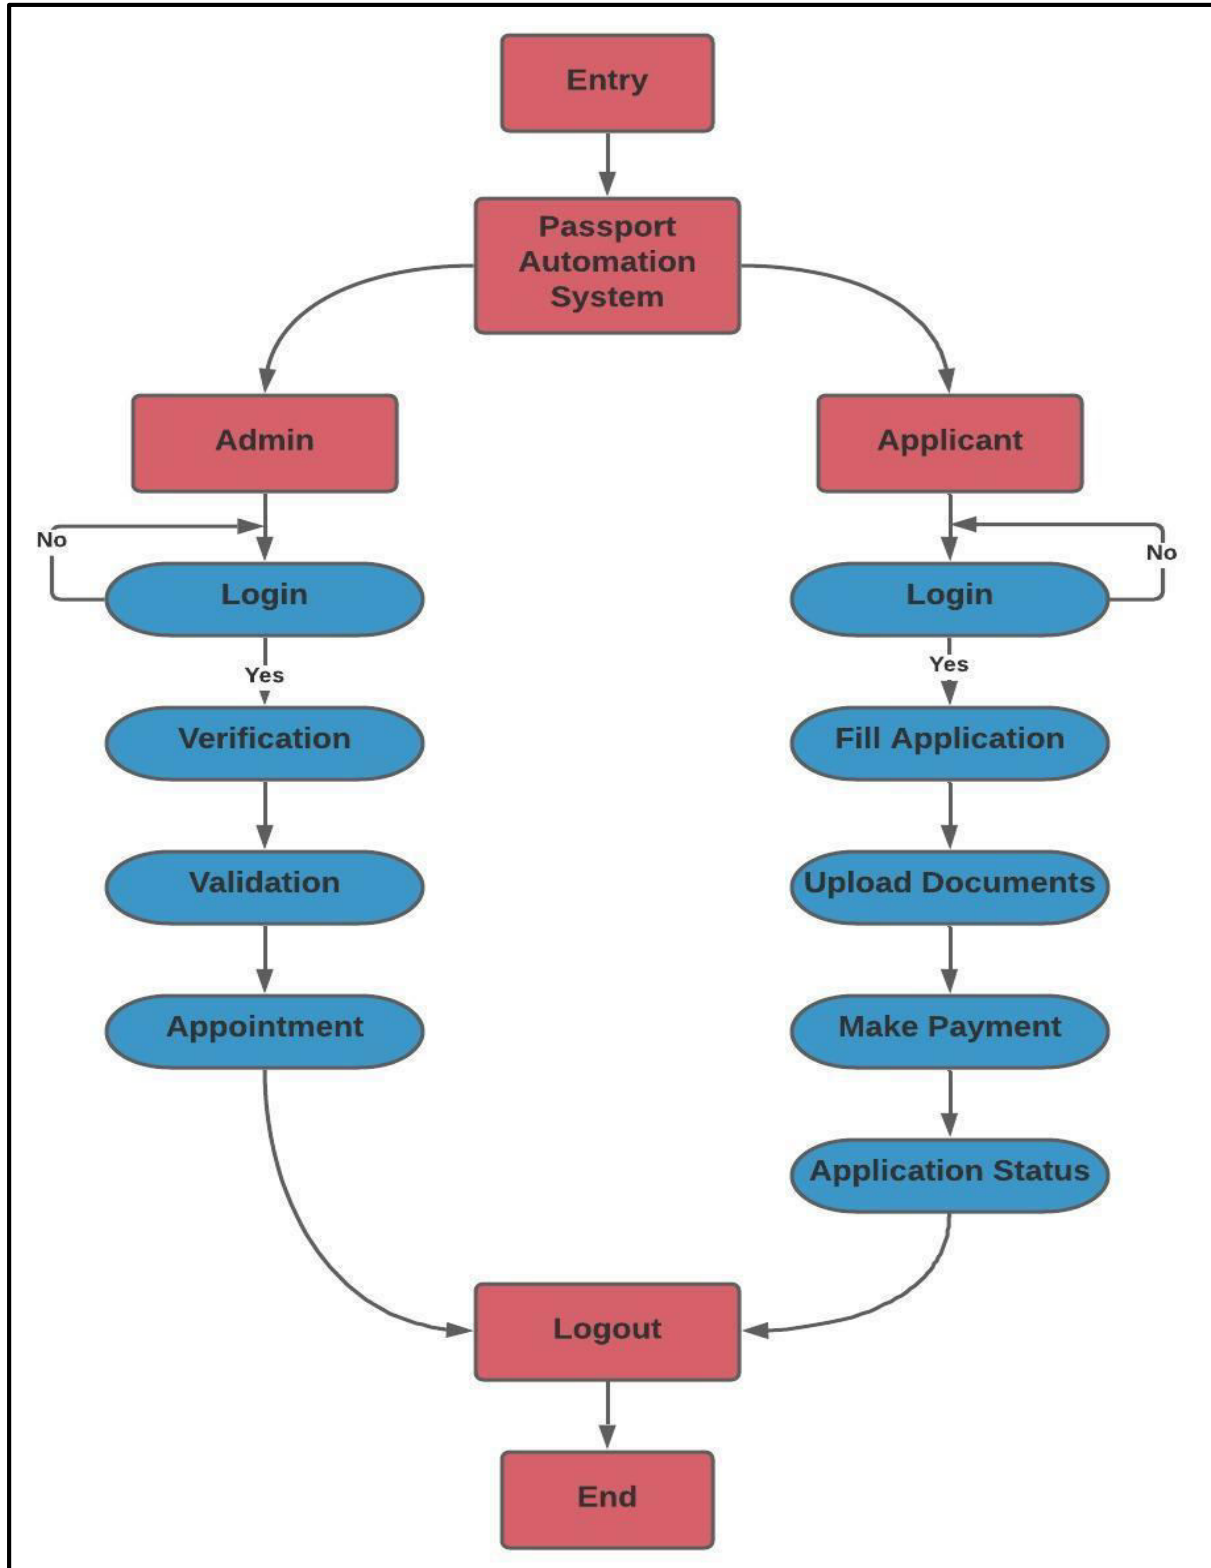 Entry
Passport
Automation
System
Admin
Applicant
No
No
Login
Login
Yes
Yes
Verification
Fill Application
Validation
Upload Documents
Appointment
Make Payment
Application Status
Logout
End